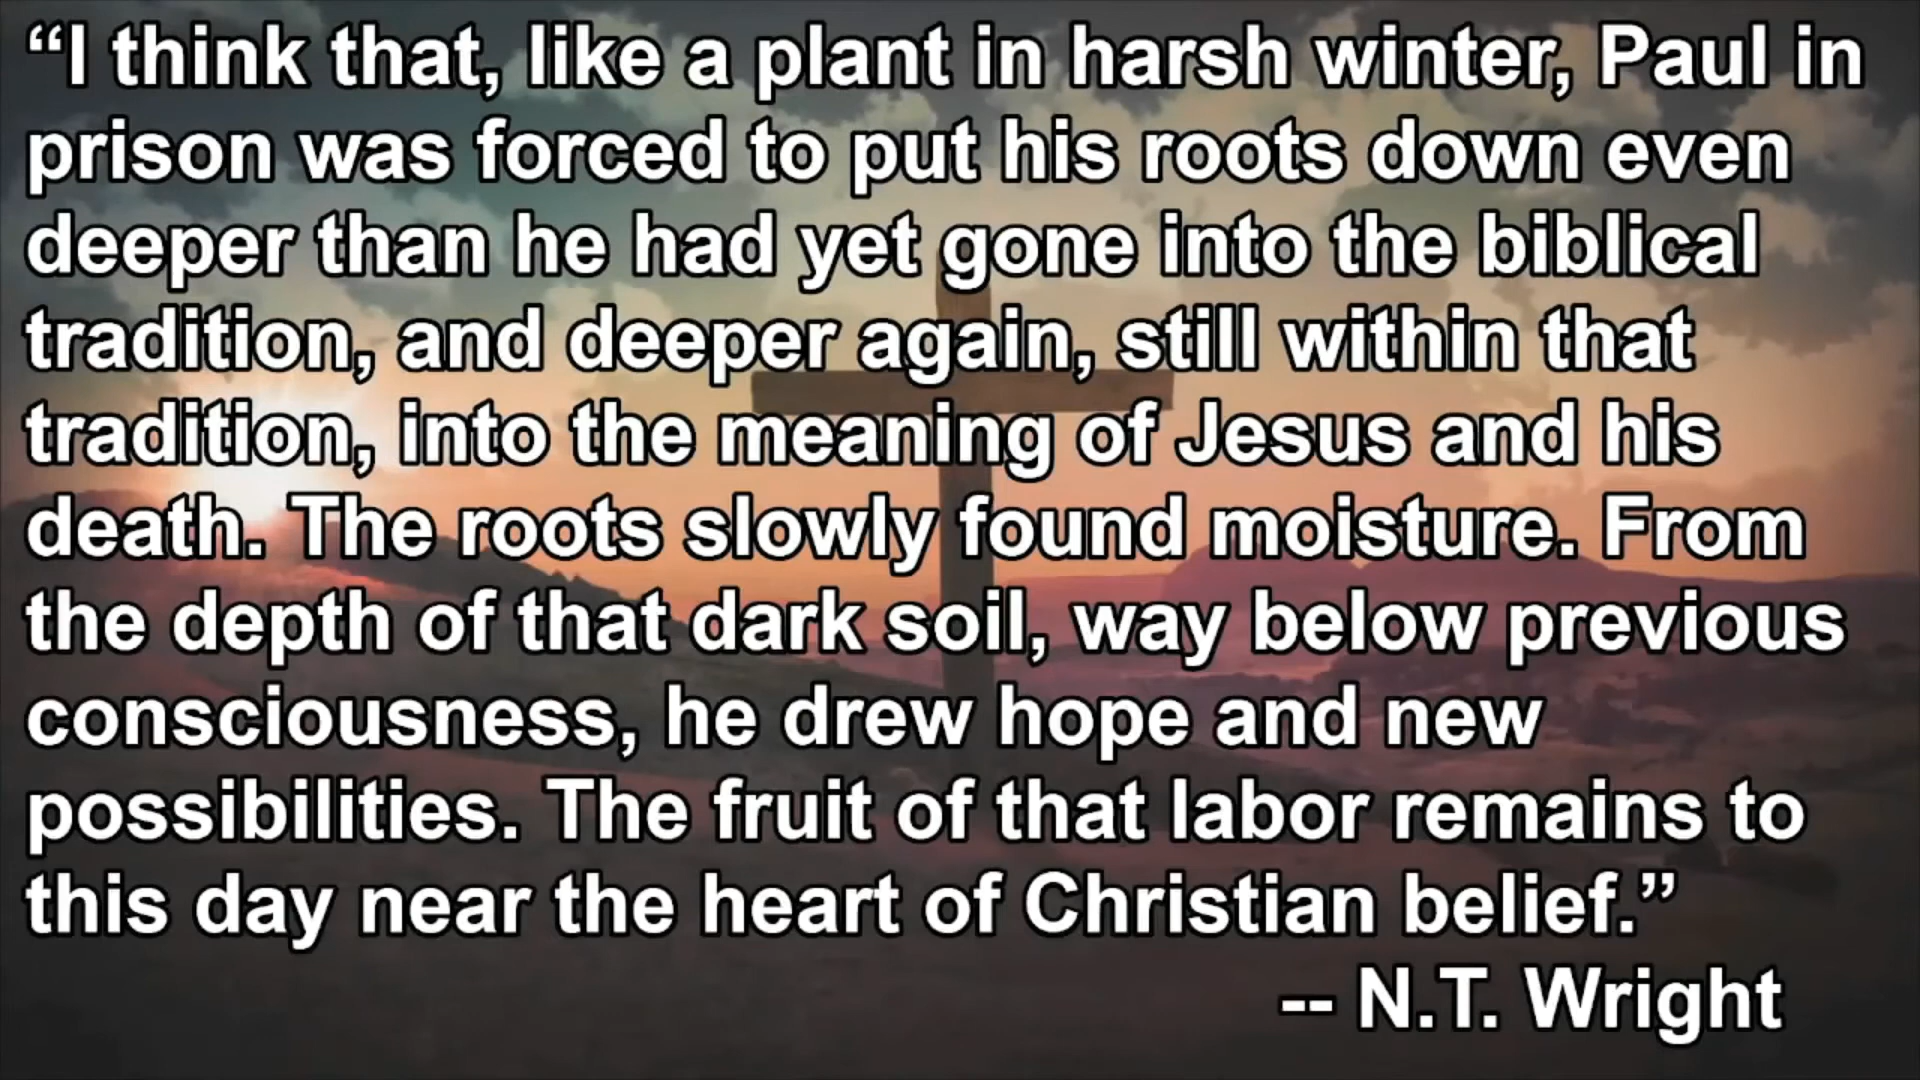 “I think that, like a plant in harsh winter, Paul in
prison was forced to put his roots down even
deeper than he had yet gone into the biblical
tradition, and deeper again, still within that
tradition, into the meaning of Jesus and his
death. The roots slowly found moisture. From
the depth of that dark soil, way below previous
consciousness, he drew hope and new
possibilities. The fruit of that labor remains to
this day near the heart of Christian belief.”
-- N.T. Wright